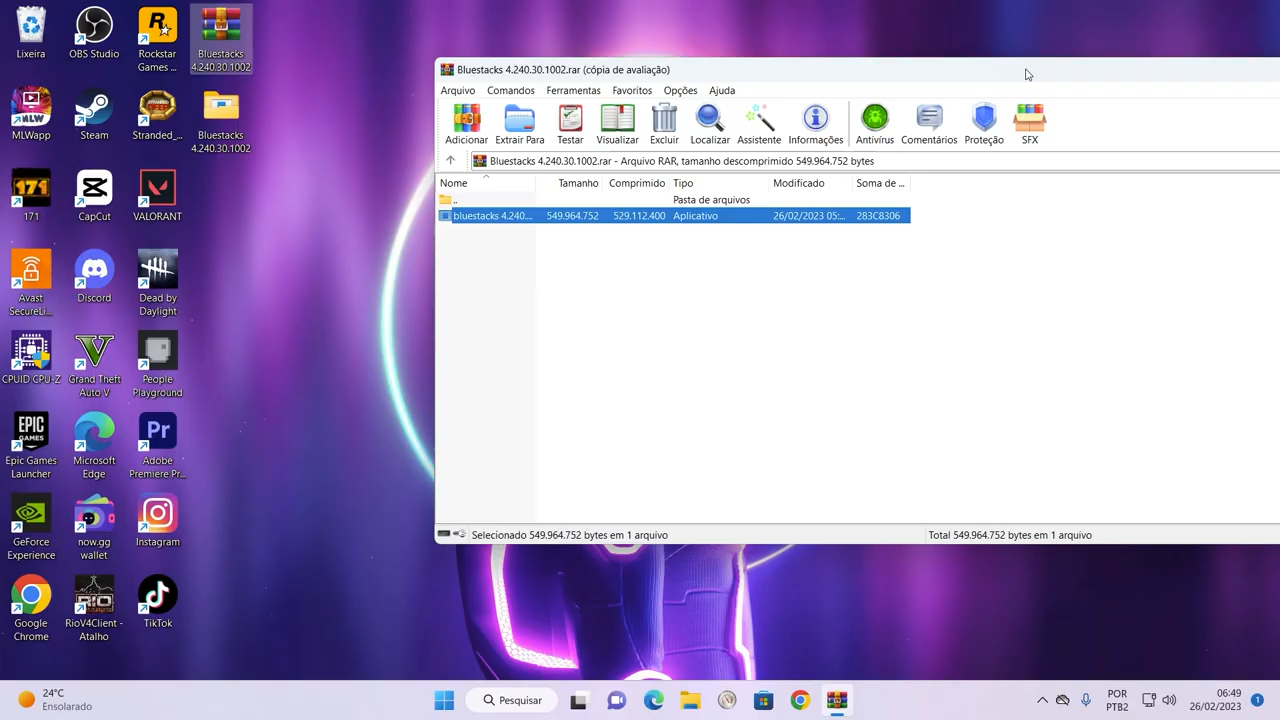 Lixeira
OBS Studio
Rockstar
Games ...
Bluestacks
4.240.30.1002
MLWapp
Steam
Stranded_...
Bluestacks
4.240.30.1002
171
171
CapCut
VALORANT
Avast
SecureLi...
Discord
Dead by
Daylight
CPUID CPU-Z
Grand Theft
Auto V
People
Playground
EPIC
GAMES
Epic Games
Launcher
Microsoft
Edge
Pr
Adobe
Premiere Pr...
GeForce
Experience
now.gg
wallet
Instagram
Google
Chrome
RIO
RioV4Client -
Atalho
TikTok
Bluestacks 4.240.30.1002.rar (cópia de avaliação)
Arquivo Comandos Ferramentas Favoritos Opções Ajuda
Adicionar Extrair Para Testar Visualizar Excluir Localizar Assistente Informações Antivírus Comentários Proteção SFX
Bluestacks 4.240.30.1002.rar - Arquivo RAR, tamanho descomprimido 549.964.752 bytes
Nome Tamanho Comprimido Tipo Modificado Soma de ...
.. Pasta de arquivos
bluestacks 4.240.... 549.964.752 529.112.400 Aplicativo 26/02/2023 05:... 283C8306
Selecionado 549.964.752 bytes em 1 arquivo Total 549.964.752 bytes em 1 arquivo
24°C
Ensolarado
Pesquisar
POR
PTB2
06:49
26/02/2023
1